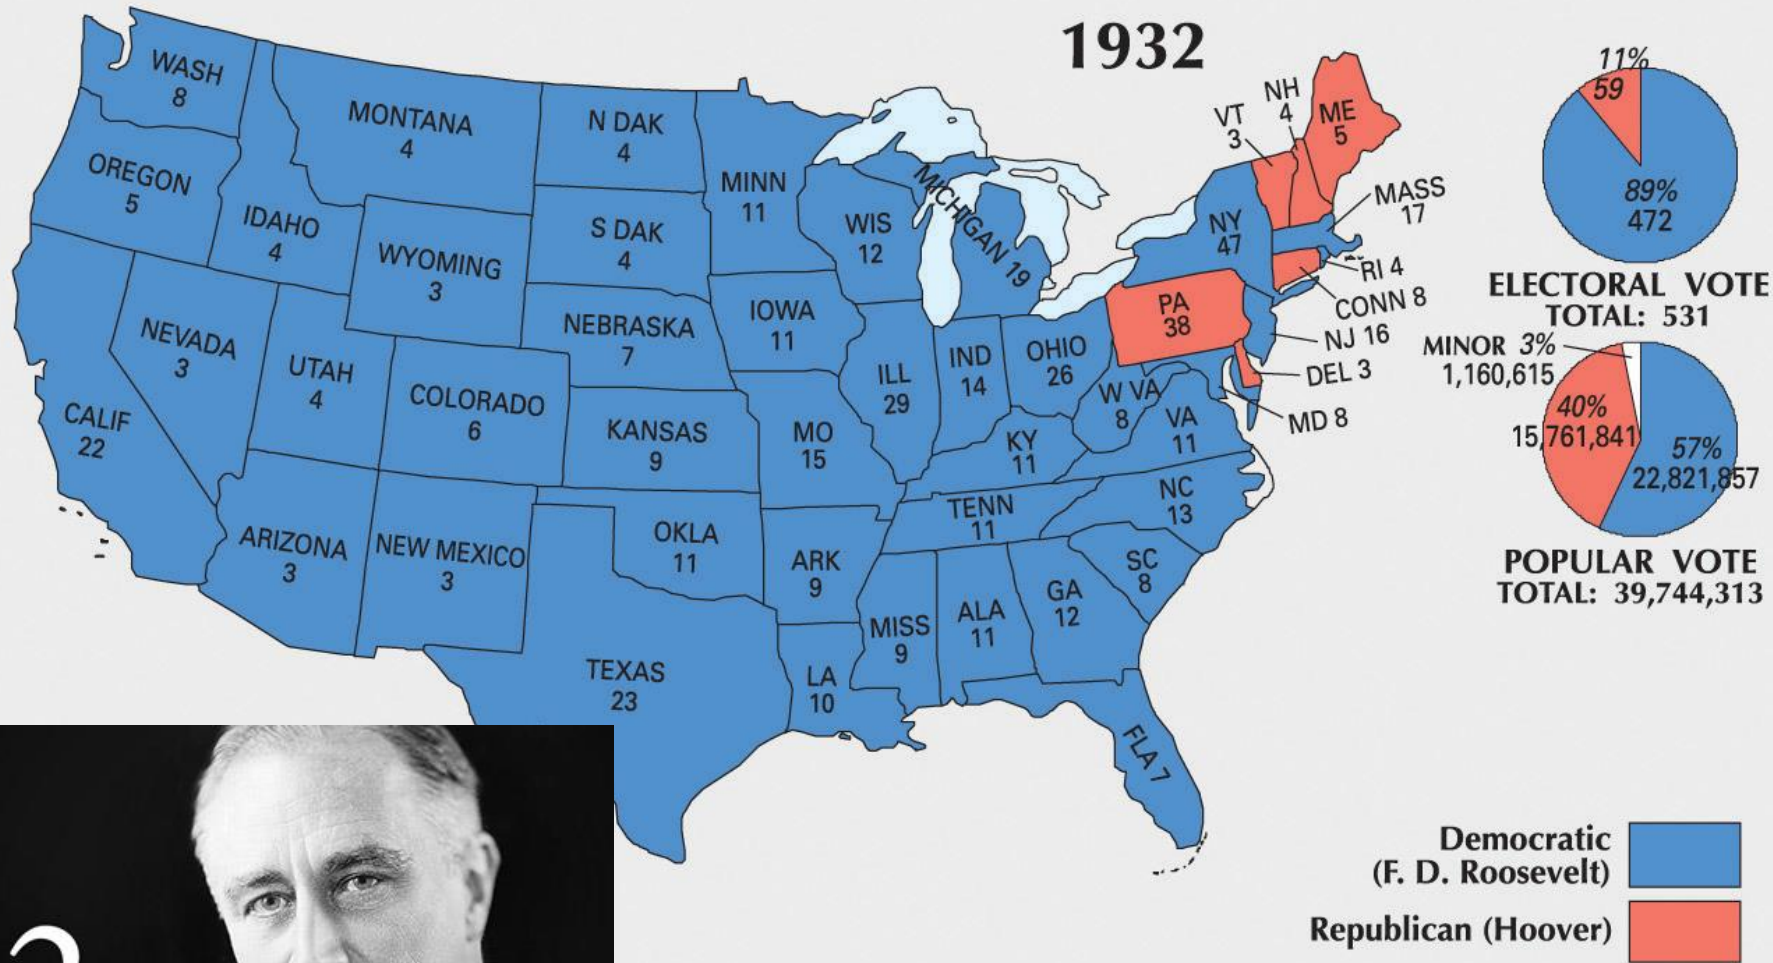 1932
WASH
8
OREGON
5
CALIF
22
NEVADA
3
IDAHO
4
MONTANA
4
WYOMING
3
UTAH
4
COLORADO
6
ARIZONA
3
NEW MEXICO
3
N DAK
4
S DAK
4
NEBRASKA
7
KANSAS
9
OKLA
11
TEXAS
23
MINN
11
IOWA
11
MO
15
ARK
9
LA
10
WIS
12
MICHIGAN 19
ILL
29
IND
14
OHIO
26
KY
11
TENN
11
MISS
9
ALA
11
GA
12
FLA 7
SC
8
NC
13
VA
11
W VA
8
PA
38
NY
47
VT
3
NH
4
ME
5
MASS
17
RI 4
CONN 8
NJ 16
DEL 3
MD 8
11%
59
89%
472
ELECTORAL VOTE
TOTAL: 531
MINOR 3%
1,160,615
40%
15,761,841
57%
22,821,857
POPULAR VOTE
TOTAL: 39,744,313
Democratic
(F. D. Roosevelt)
Republican (Hoover)